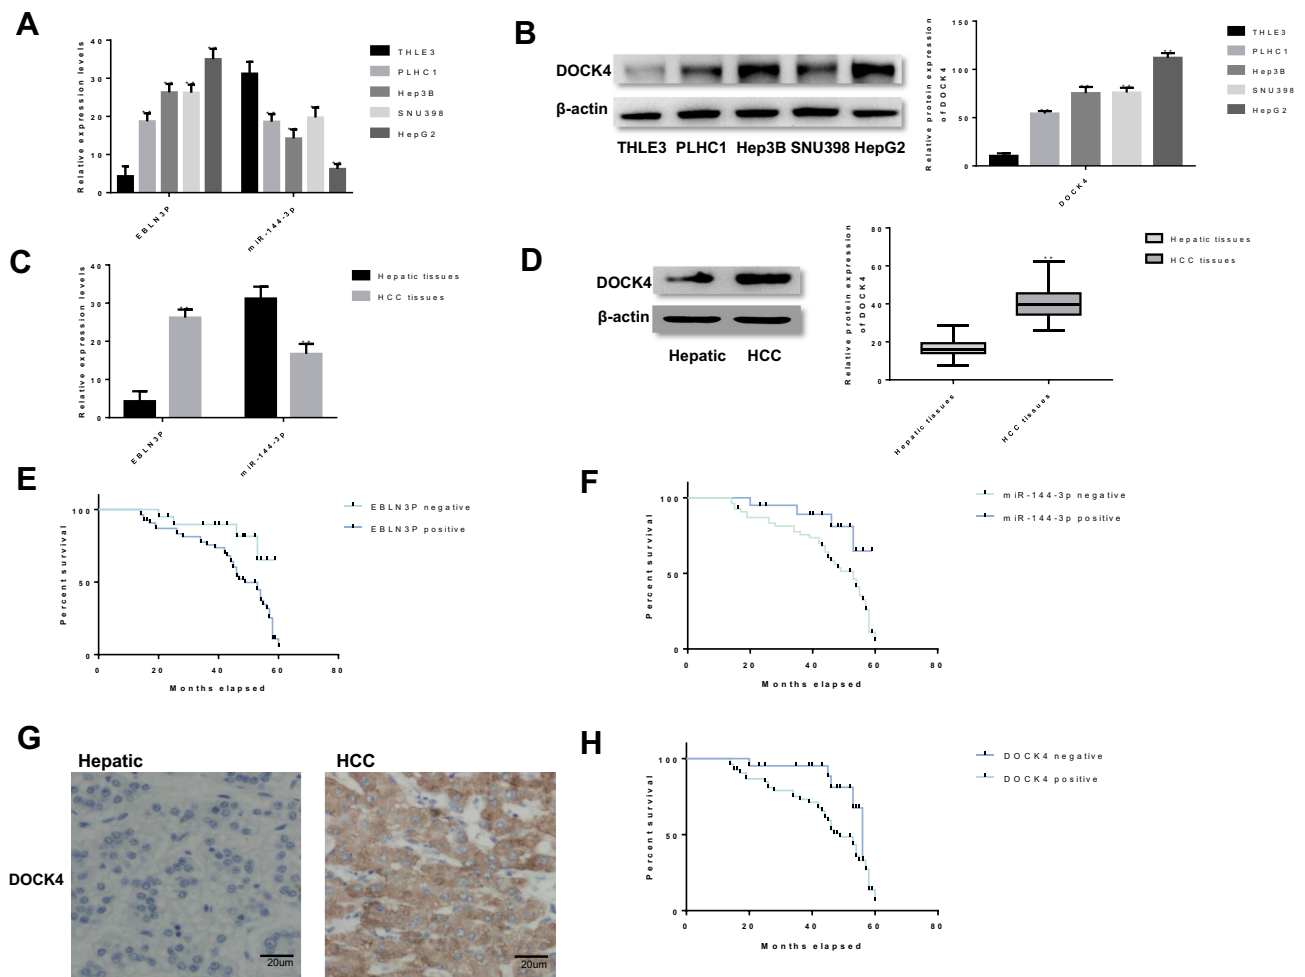 A
Relative expression levels
40
30
20
10
0
EBLN3P
miR-144-3p
THLE3
PLHC1
Hep3B
SNU398
HepG2
B
DOCK4
β-actin
THLE3 PLHC1 Hep3B SNU398 HepG2
Relative protein expression
of DOCK4
150
100
50
0
DOCK4
THLE3
PLHC1
Hep3B
SNU398
HepG2
C
Relative expression levels
40
30
20
10
0
EBLN3P
miR-144-3p
Hepatic tissues
HCC tissues
D
DOCK4
β-actin
Hepatic HCC
Relative protein expression
of DOCK4
80
60
40
20
0
**
Hepatic tissues
HCC tissues
Hepatic tissues
HCC tissues
E
Percent survival
100
50
0
0 20 40 60 80
Months elapsed
EBLN3P negative
EBLN3P positive
F
Percent survival
100
50
0
0 20 40 60 80
Months elapsed
miR-144-3p negative
miR-144-3p positive
G
Hepatic HCC
DOCK4
20um
20um
H
Percent survival
100
50
0
0 20 40 60 80
Months elapsed
DOCK4 negative
DOCK4 positive